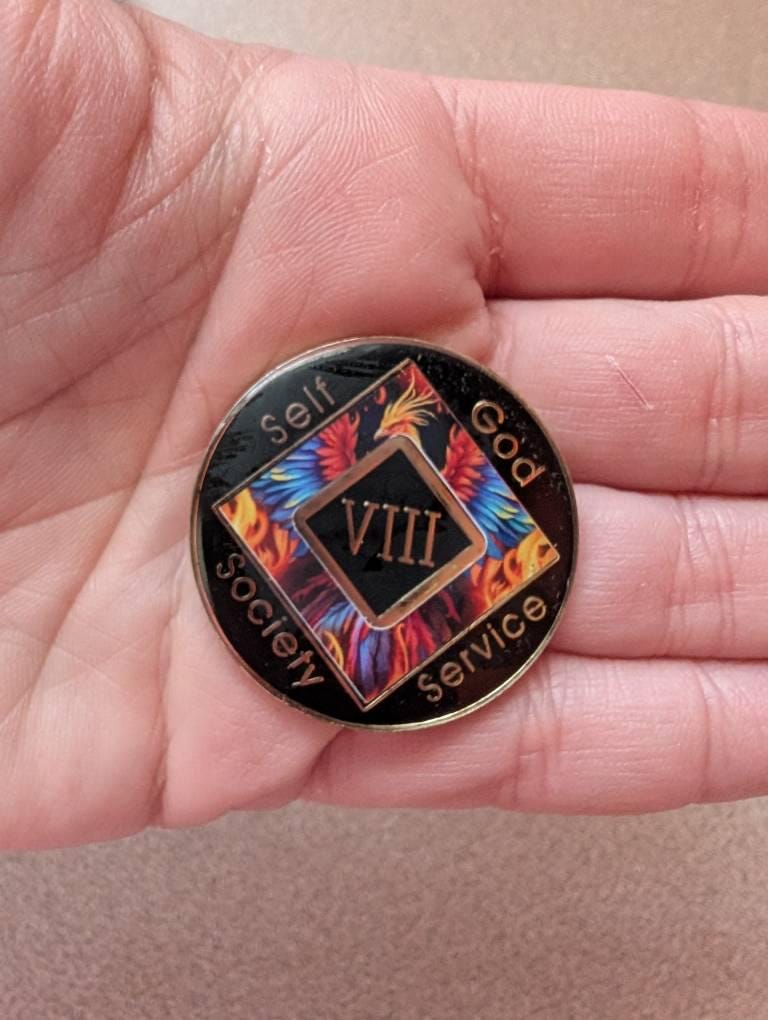 Self
God
VIII
Society
Service